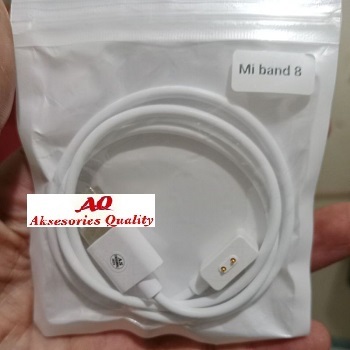 Mi band 8
AQ
Aksesories Quality